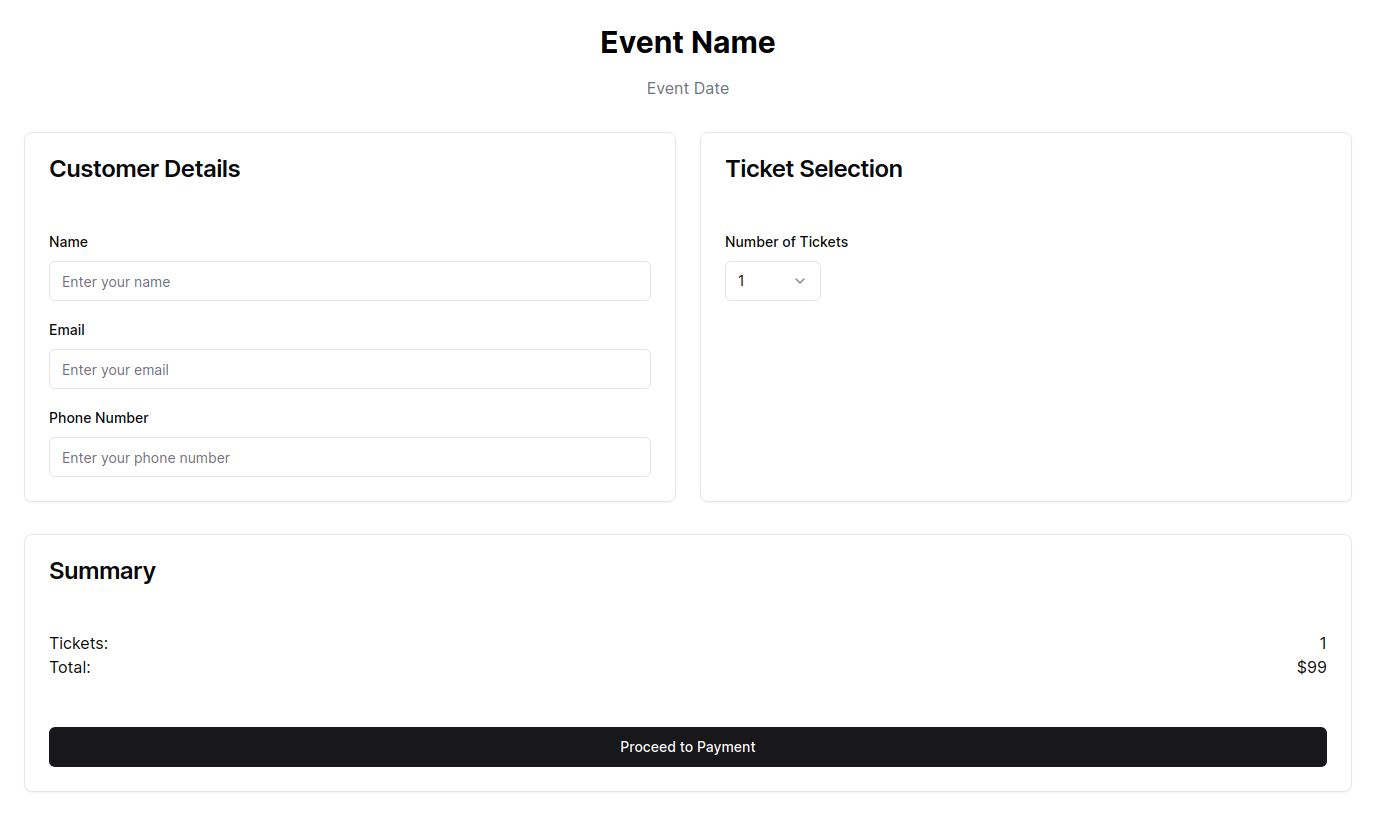 Event Name
Event Date
Customer Details
Name
Enter your name
Email
Enter your email
Phone Number
Enter your phone number
Ticket Selection
Number of Tickets
1
Summary
Tickets: 1
Total: $99
Proceed to Payment